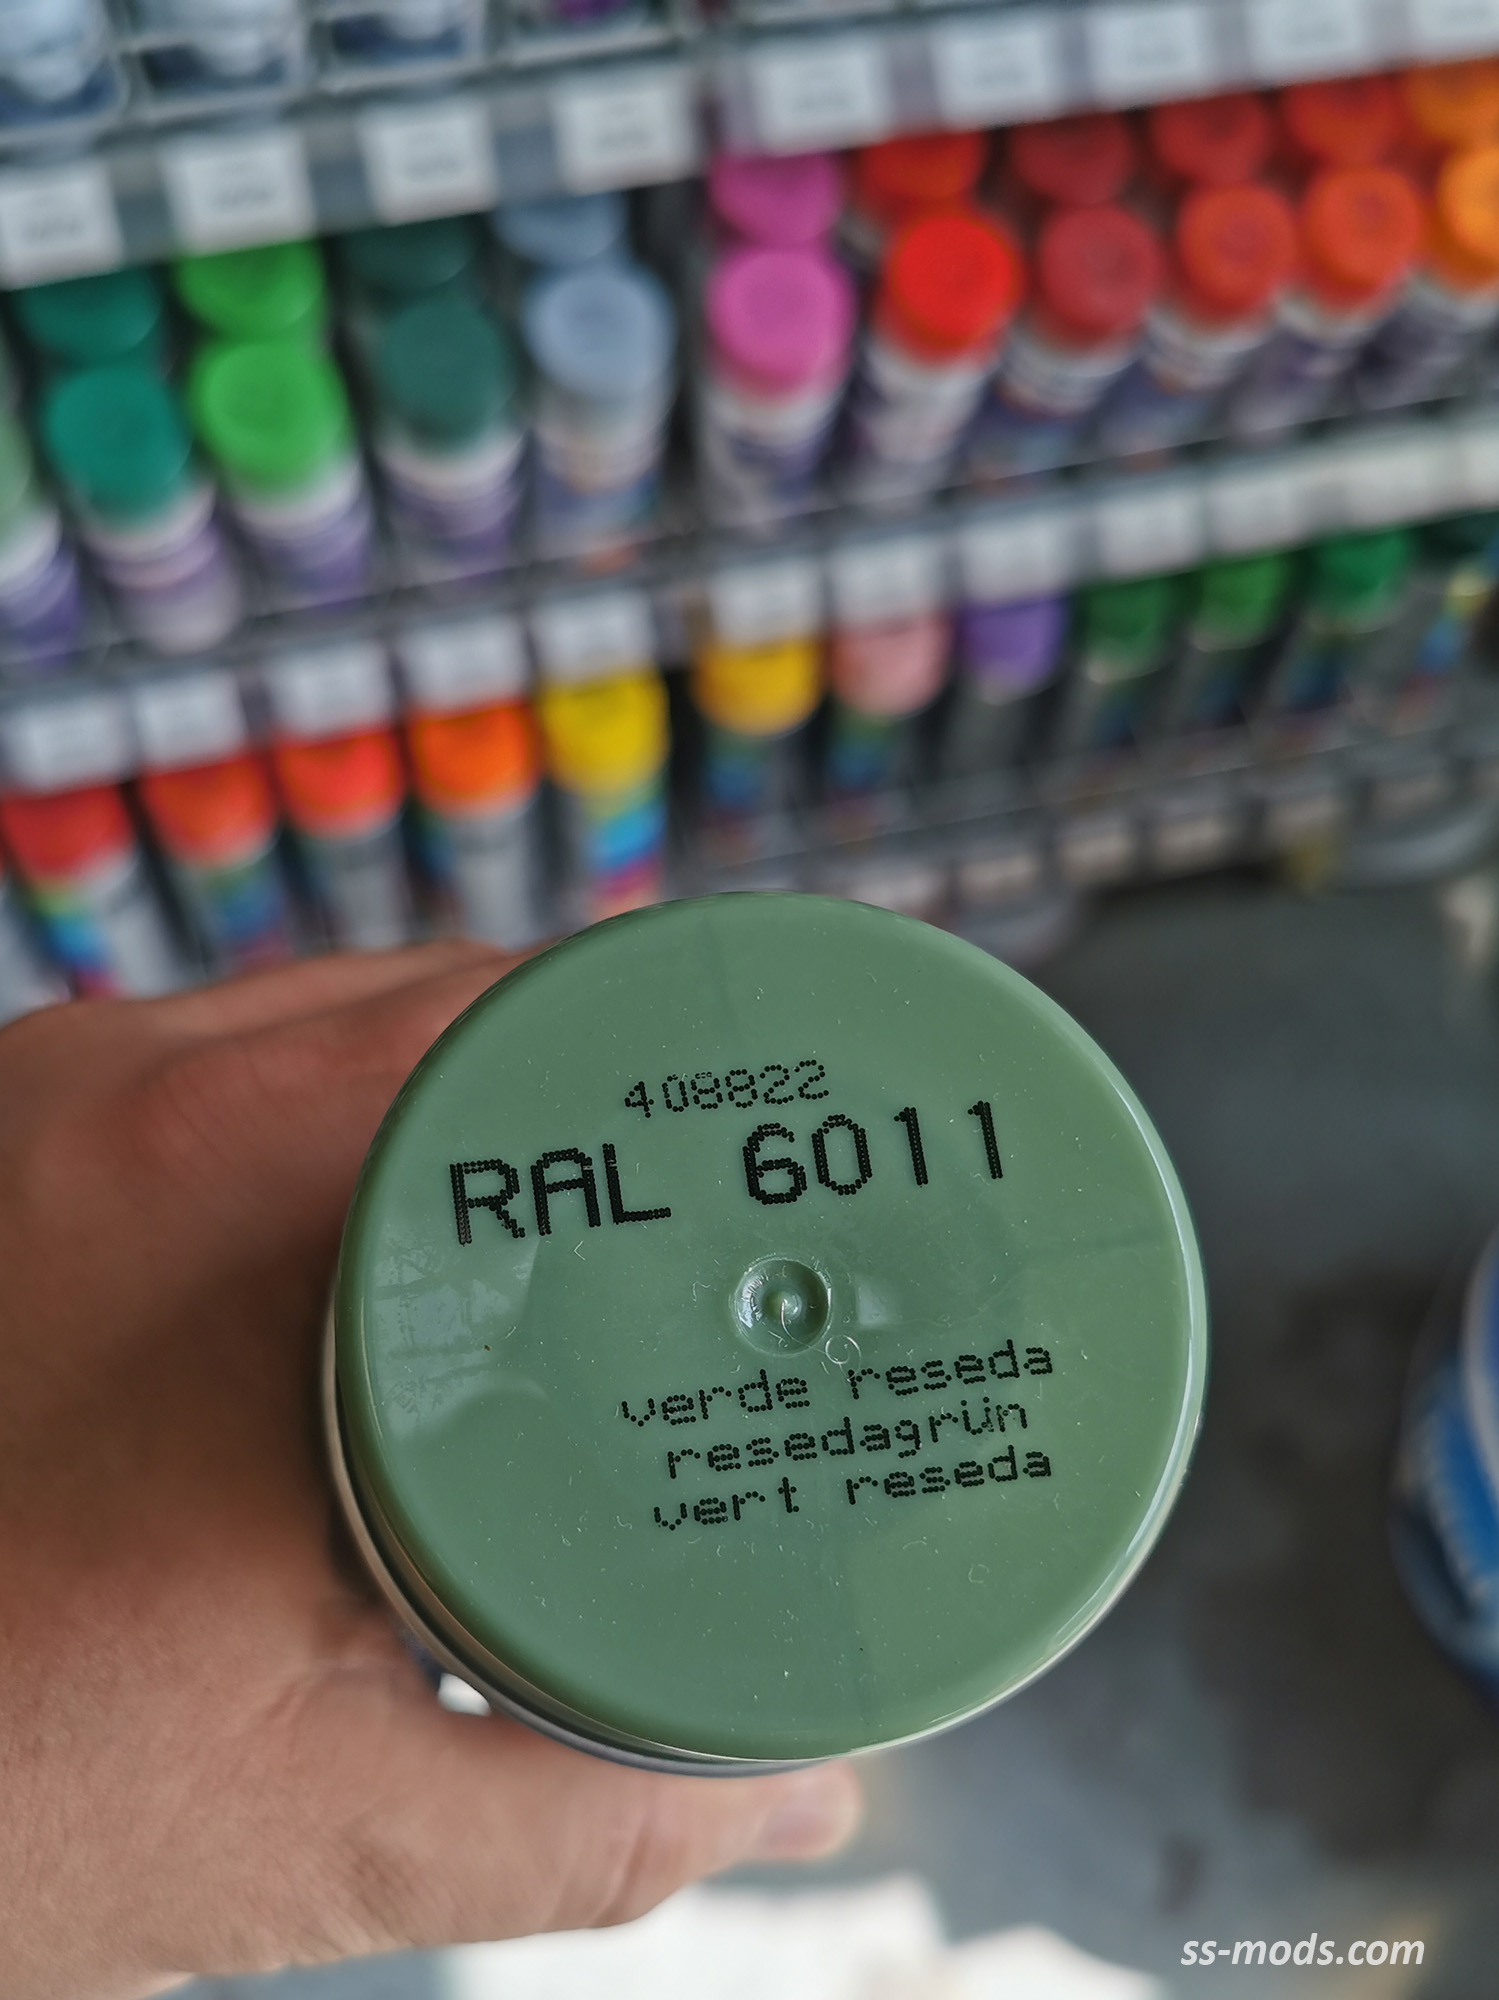 408822
RAL 6011
verde reseda
resedagrün
vert reseda
ss-mods.com